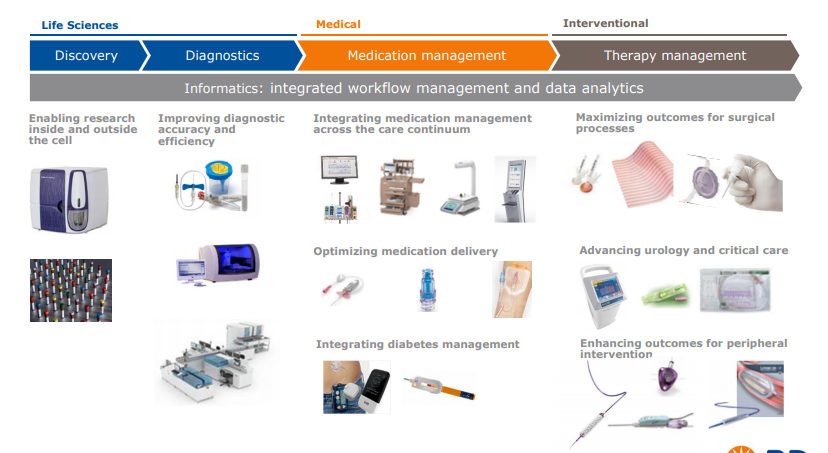 Life Sciences
Medical
Interventional
Discovery
Diagnostics
Medication management
Therapy management
Informatics: integrated workflow management and data analytics
Enabling research
inside and outside
the cell
Improving diagnostic
accuracy and
efficiency
Integrating medication management
across the care continuum
Maximizing outcomes for surgical
processes
Optimizing medication delivery
Advancing urology and critical care
Integrating diabetes management
Enhancing outcomes for peripheral
intervention